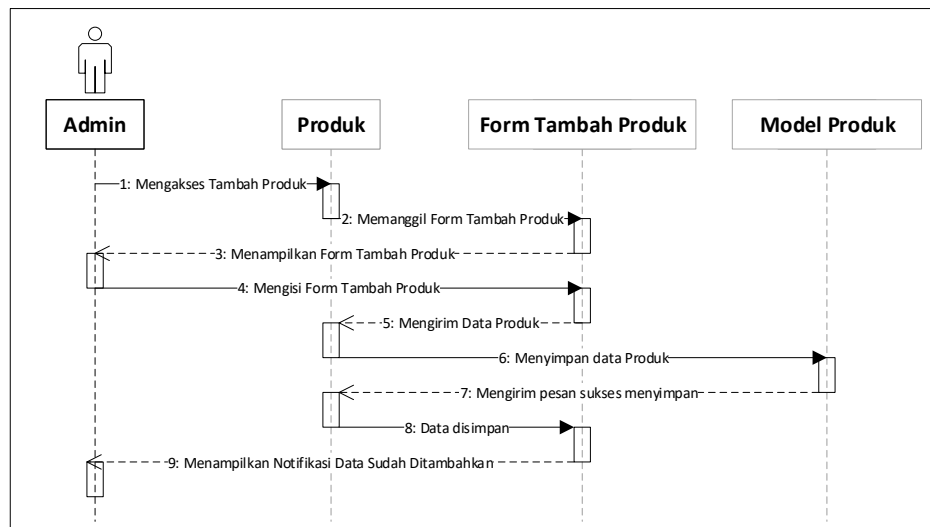 Admin
Produk
Form Tambah Produk
Model Produk
1: Mengakses Tambah Produk
2: Memanggil Form Tambah Produk
3: Menampilkan Form Tambah Produk
4: Mengisi Form Tambah Produk
5: Mengirim Data Produk
6: Menyimpan data Produk
7: Mengirim pesan sukses menyimpan
8: Data disimpan
9: Menampilkan Notifikasi Data Sudah Ditambahkan